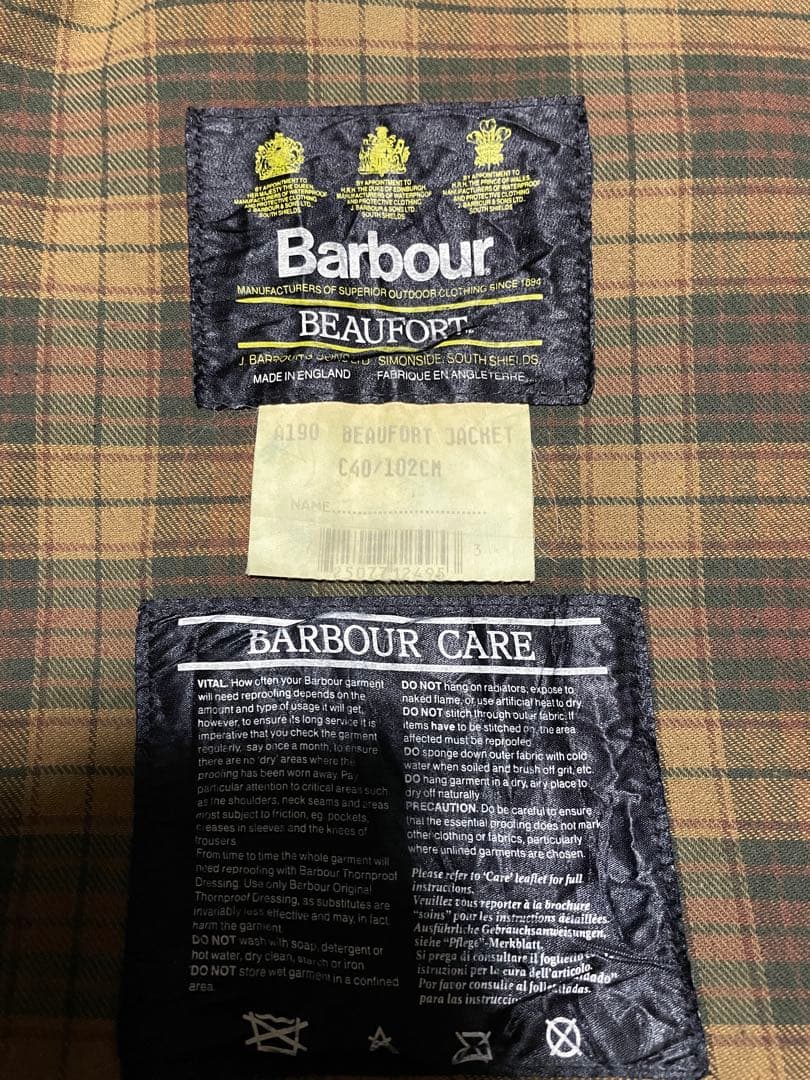 BY APPOINTMENT TO
HER MAJESTY THE QUEEN
MANUFACTURERS OF WATERPROOF
AND PROTECTIVE CLOTHING
J. BARBOUR & SONS LTD.
SOUTH SHIELDS
BY APPOINTMENT TO
H.R.H. THE DUKE OF EDINBURGH
MANUFACTURERS OF WATERPROOF
AND PROTECTIVE CLOTHING
J. BARBOUR & SONS LTD.
SOUTH SHIELDS
BY APPOINTMENT TO
H.R.H. THE PRINCE OF WALES
MANUFACTURERS OF WATERPROOF
AND PROTECTIVE CLOTHING
J. BARBOUR & SONS LTD.
SOUTH SHIELDS
Barbour
MANUFACTURERS OF SUPERIOR OUTDOOR CLOTHING SINCE 1894
BEAUFORT
J. BARBOUR & SONS LTD. SIMONSIDE, SOUTH SHIELDS,
MADE IN ENGLAND FABRIQUE EN ANGLETERRE
A190 BEAUFORT JACKET
C40/102CM
NAME
3
BARBOUR CARE
VITAL. How often your Barbour garment
will need reproofing depends on the
amount and type of usage it will get,
however, to ensure its long service it is
imperative that you check the garment
regularly, say once a month, to ensure
there are no 'dry' areas where the
proofing has been worn away. Pay
particular attention to critical areas such
as the shoulders, neck seams and areas
most subject to friction, eg. pockets,
creases in sleeves and the knees of
trousers.
From time to time the whole garment will
need reproofing with Barbour Thornproof
Dressing. Use only Barbour Original
Thornproof Dressing, as substitutes are
invariably less effective and may, in fact,
harm the garment.
DO NOT wash with soap, detergent or
hot water, dry clean, starch or iron
DO NOT store wet garment in a confined
area.
DO NOT hang on radiators, expose to
naked flame, or use artificial heat to dry.
DO NOT stitch through outer fabric. If
items have to be stitched on, the area
affected must be reproofed
DO sponge down outer fabric with cold
water when soiled and brush off grit, etc.
DO hang garment in a dry, airy place to
dry off naturally
PRECAUTION. Do be careful to ensure
that the essential proofing does not mark
other clothing or fabrics, particularly
where unlined garments are chosen.
Please refer to 'Care' leaflet for full
instructions.
Veuillez vous reporter à la brochure
"soins" pour les instructions détaillées.
Ausführliche Gebrauchsanweisungen,
siehe "Pflege"-Merkblatt.
Si prega di consultare il foglietto
istruzioni per la cura dell'articolo.
Por favor consulte al
para las